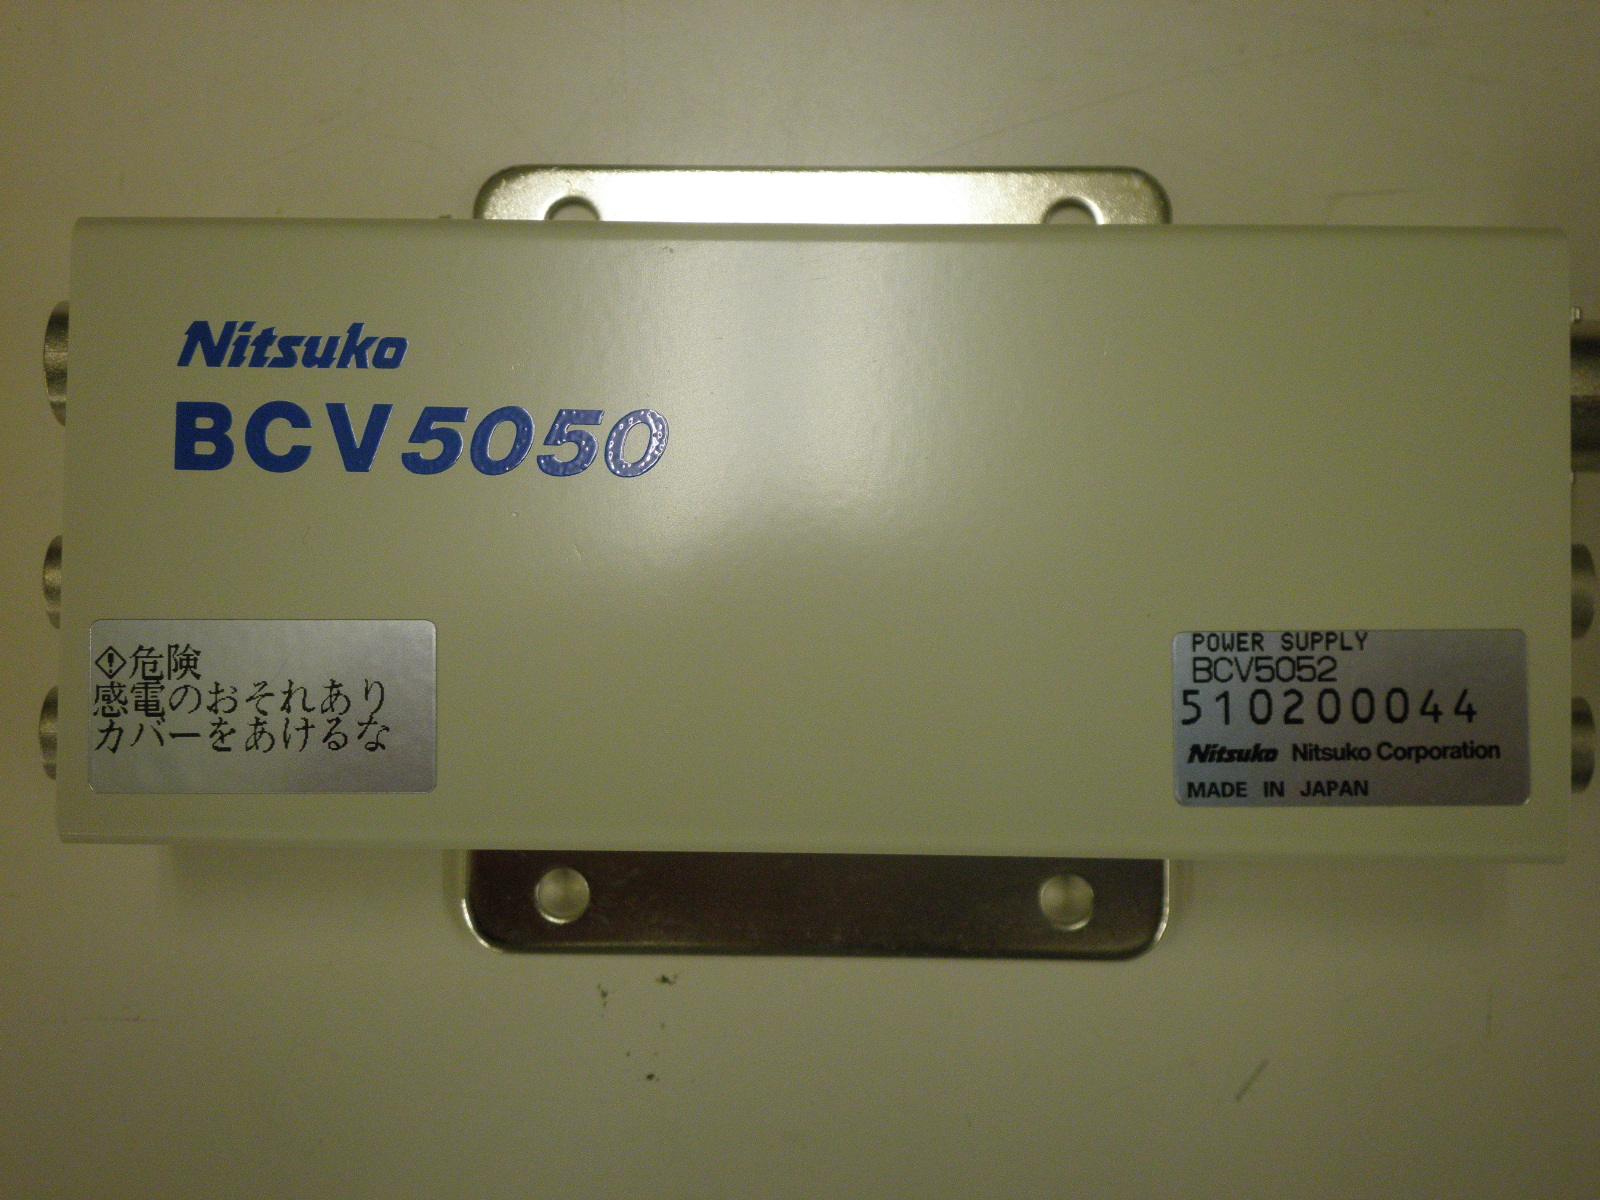 Nitsuko
BCV5050
危険
感電のおそれあり
カバーをあけるな
POWER SUPPLY
BCV5052
510200044
Nitsuko Nitsuko Corporation
MADE IN JAPAN